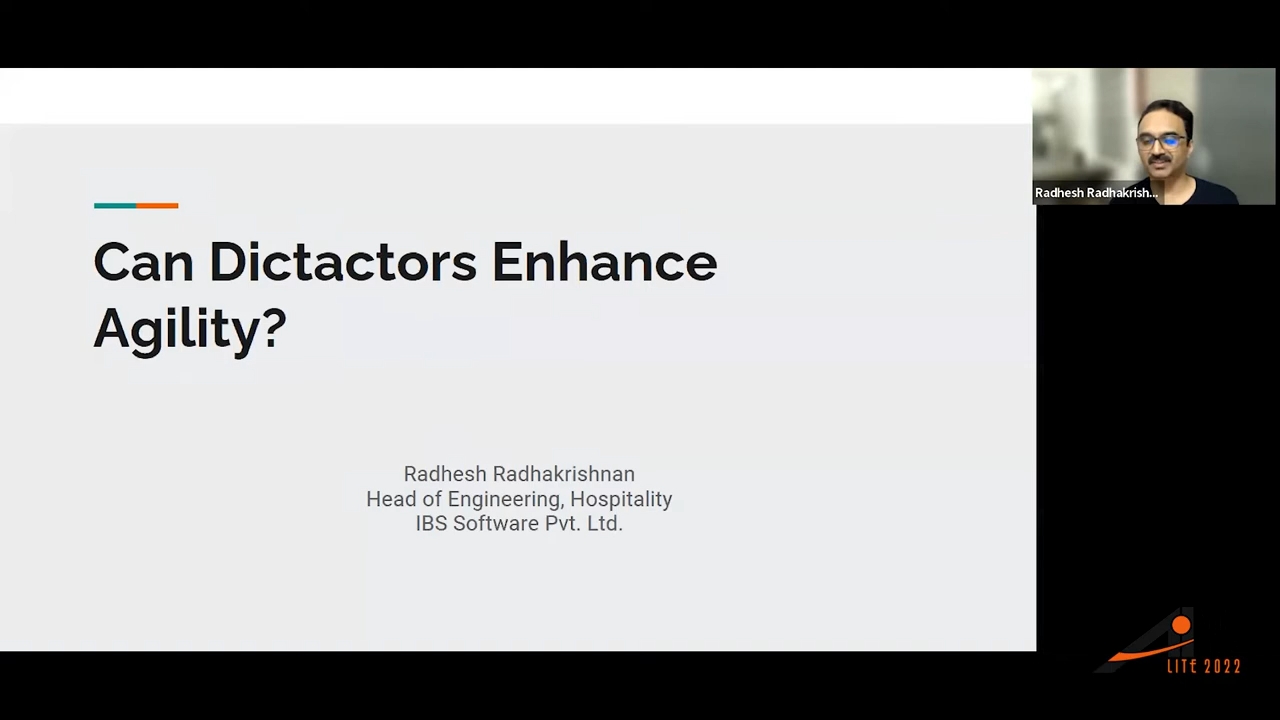 Can Dictactors Enhance
Agility?
Radhesh Radhakrishnan
Head of Engineering, Hospitality
IBS Software Pvt. Ltd.
Radhesh Radhakrish...
LITE 2022